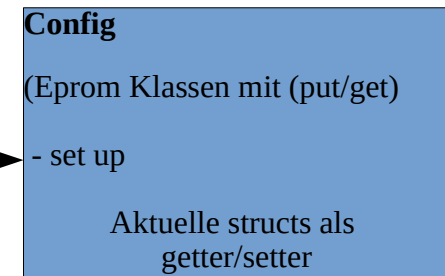 Config
(Eprom Klassen mit (put/get)
- set up
Aktuelle structs als
getter/setter